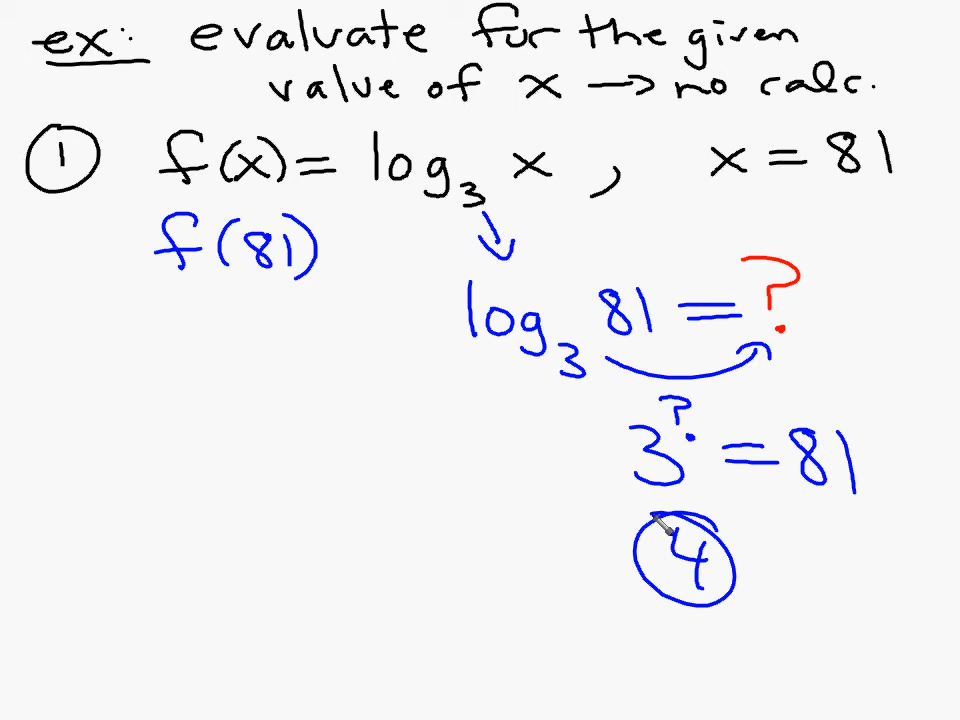 ex: evaluate for the given
value of x → no calc.
① f(x) = log₃ x , x = 81
f(81)
log₃ 81 = ?
3^? = 81
4